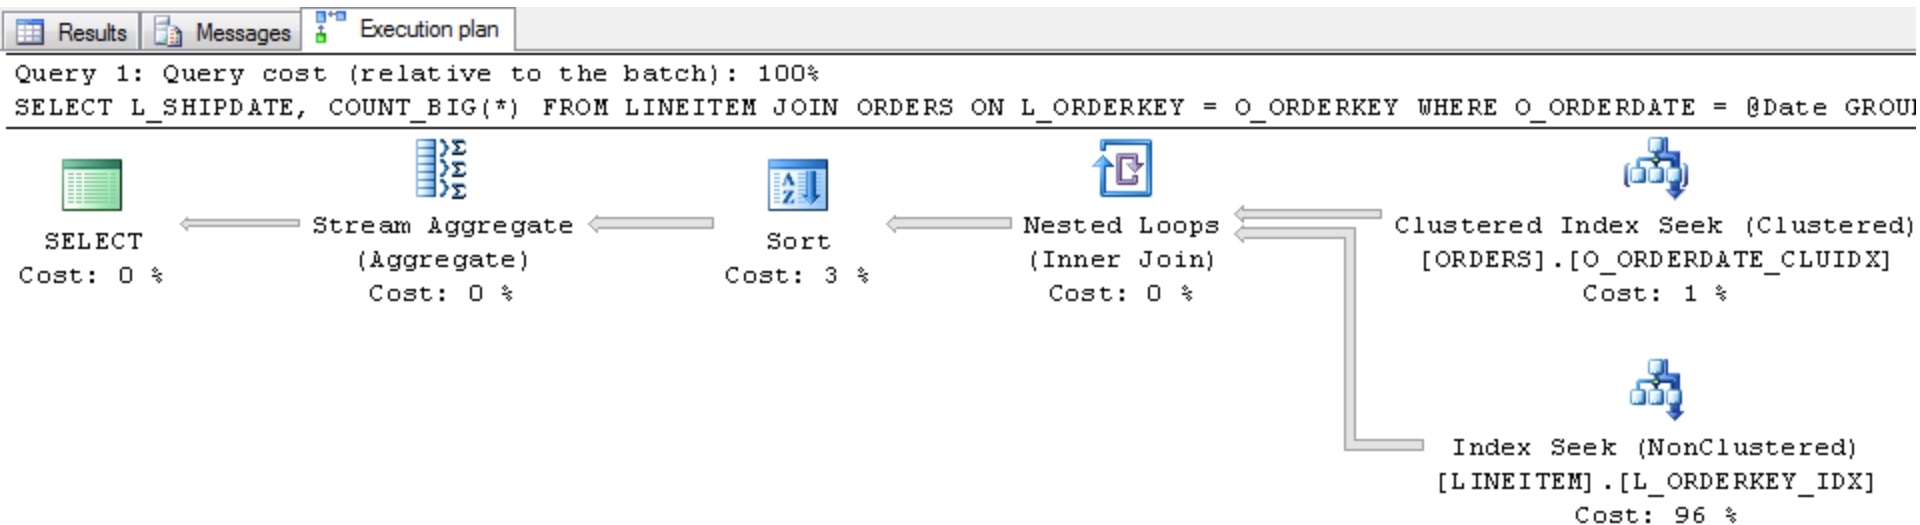 Results Messages Execution plan
Query 1: Query cost (relative to the batch): 100%
SELECT L_SHIPDATE, COUNT_BIG(*) FROM LINEITEM JOIN ORDERS ON L_ORDERKEY = O_ORDERKEY WHERE O_ORDERDATE = @Date GROU
SELECT
Cost: 0 %
Stream Aggregate
(Aggregate)
Cost: 0 %
Sort
Cost: 3 %
Nested Loops
(Inner Join)
Cost: 0 %
Clustered Index Seek (Clustered)
[ORDERS].[O_ORDERDATE_CLUIDX]
Cost: 1 %
Index Seek (NonClustered)
[LINEITEM].[L_ORDERKEY_IDX]
Cost: 96 %